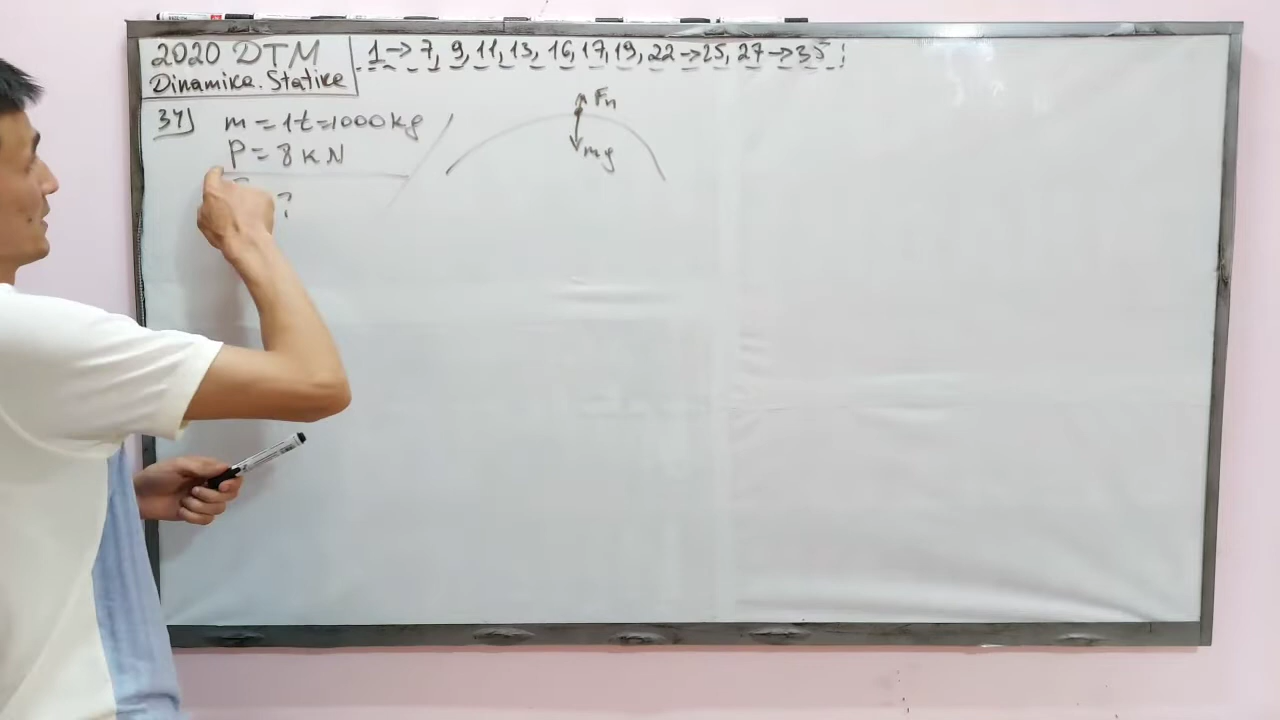 2020 DTM
Dinamika. Statika
1 → 7, 9, 11, 13, 16, 17, 19, 22 → 25, 27 → 35!
34)
m = 1t = 1000 kg
P = 8 kN
?
Fn
mg